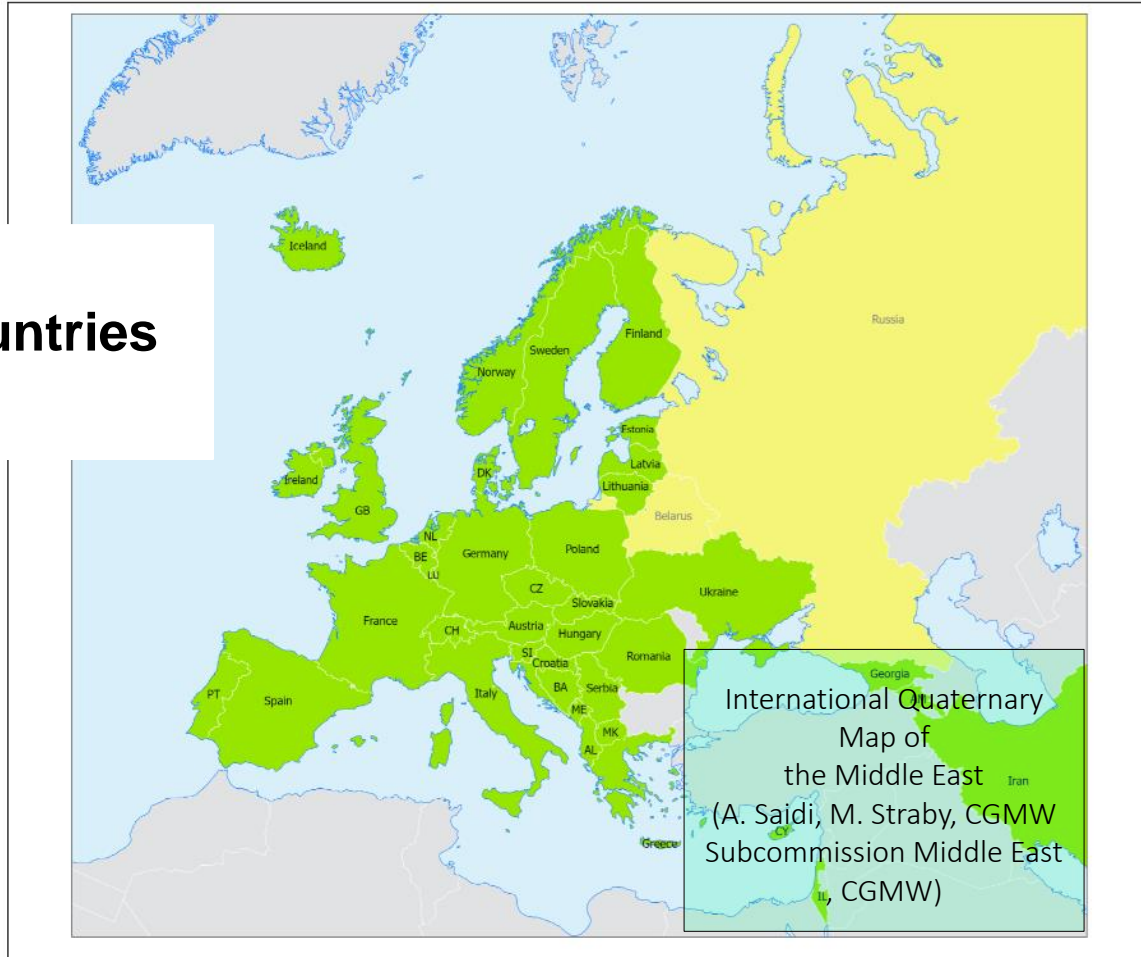 Iceland
untries
Russia
Finland
Sweden
Norway
Estonia
Latvia
Lithuania
DK
Ireland
GB
Belarus
NL
BE
LU
Germany
Poland
CZ
Slovakia
Ukraine
France
CH
Austria
Hungary
Romania
SI
Croatia
BA
Serbia
ME
MK
AL
Italy
PT
Spain
Greece
Georgia
International Quaternary
Map of
the Middle East
(A. Saidi, M. Straby, CGMW
Subcommission Middle East
, CGMW)
Iran
CY
IL